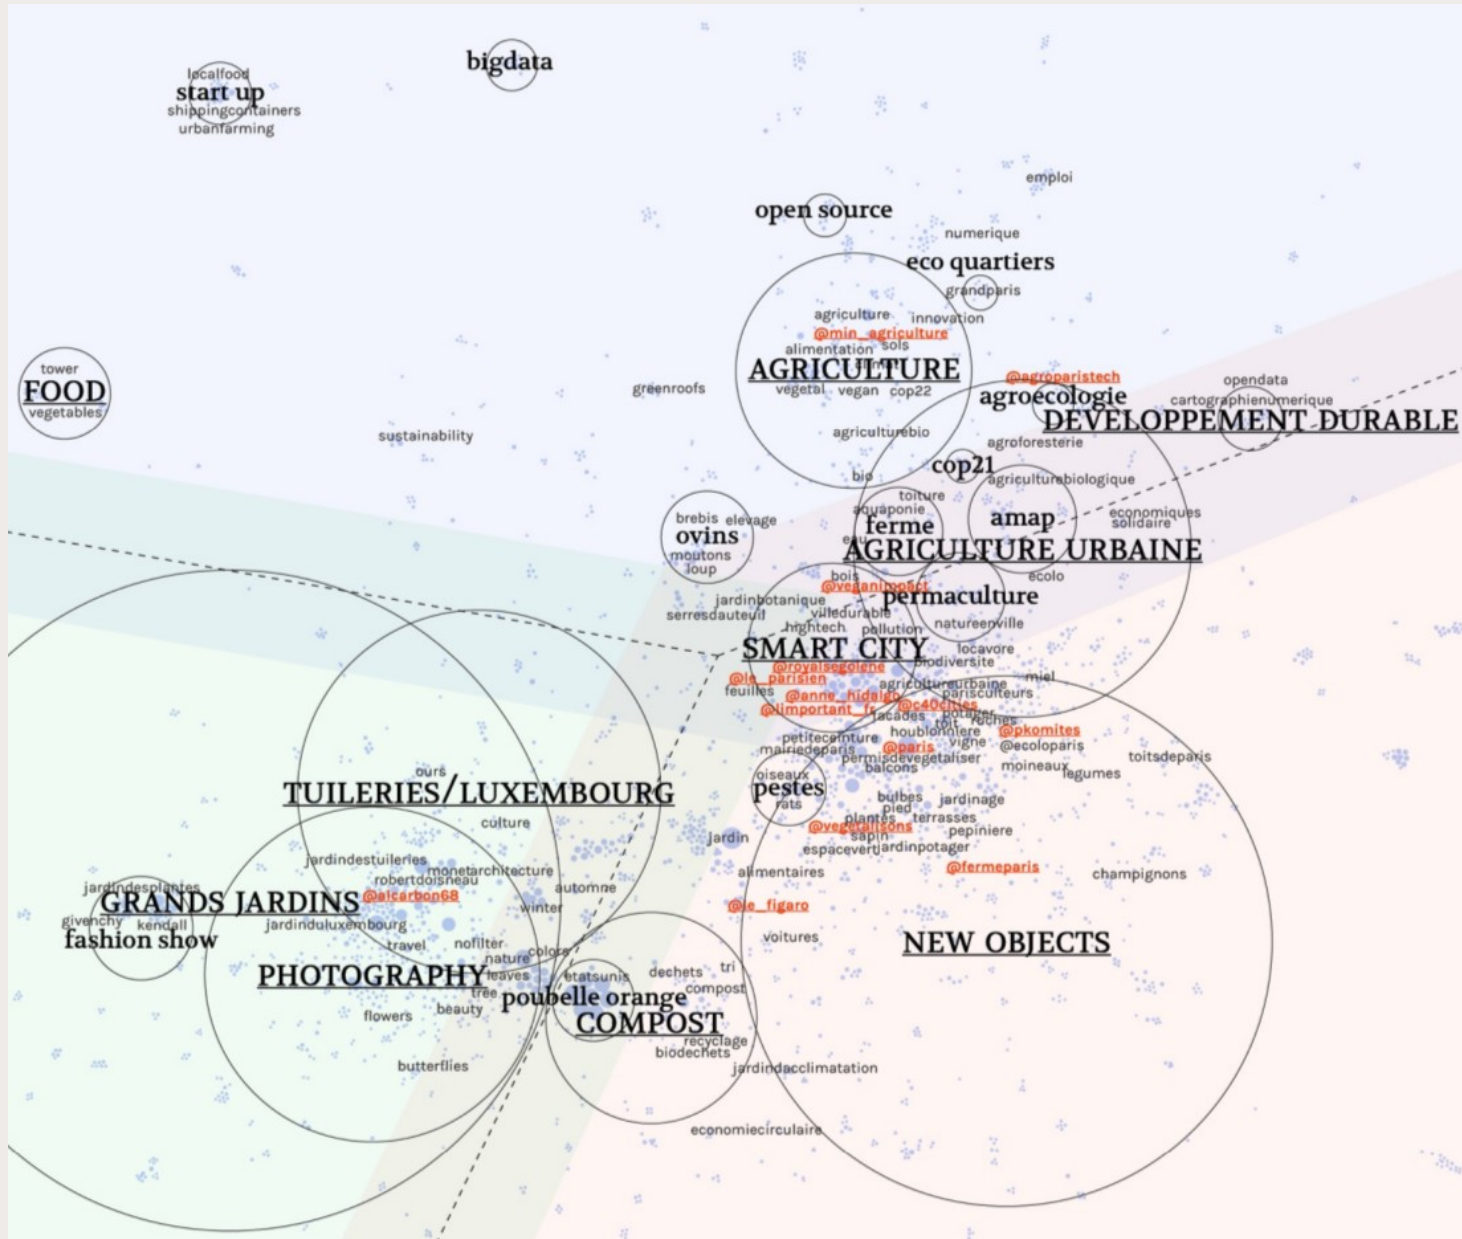 bigdata
localfood
start up
shippingcontainers
urbanfarming
emploi
open source
numerique
eco quartiers
grandparis
agriculture
innovation
@min_agriculture
alimentation
sols
climat
AGRICULTURE
vegetal
vegan
cop22
agriculturebio
bio
tower
FOOD
vegetables
greenroofs
sustainability
@agroparistech
agroecologie
opendata
cartographienumerique
DEVELOPPEMENT DURABLE
agroforesterie
cop21
agriculturebiologique
toiture
aquaponie
ferme
amap
economiques
solidaire
eau
AGRICULTURE URBAINE
brebis
elevage
ovins
moutons
loup
bois
ecolo
@veganimpact
permaculture
jardinbotanique
serresdauteuil
villedurable
hightech
pollution
natureenville
SMART CITY
locavore
biodiversite
@royalsegolene
@le_parisien
feuilles
agricultureurbaine
miel
parisculteurs
@anne_hidalgo
@limportant_fr
@c40cities
facades
potager
toit
ruches
petiteceinture
mairiedeparis
houblonniere
vigne
@pkomites
@ecoloparis
@paris
permisdevegetaliser
balcons
moineaux
legumes
toitsdeparis
oiseaux
pestes
rats
bulbes
pied
jardinage
plantes
terrasses
@vegetalisons
sapin
pepiniere
espacevert
jardinpotager
jardin
@fermeparis
alimentaires
champignons
@le_figaro
voitures
NEW OBJECTS
ours
TUILERIES/LUXEMBOURG
culture
jardindestuileries
monetarchitecture
robertdoisneau
@alcarbon68
automne
winter
jardindesplantes
GRANDS JARDINS
givenchy
kendall
fashion show
jardinduluxembourg
travel
nofilter
colors
nature
PHOTOGRAPHY
leaves
tree
beauty
flowers
butterflies
etatsunis
dechets
tri
compost
poubelle orange
COMPOST
recyclage
biodechets
jardindacclimatation
economiecirculaire